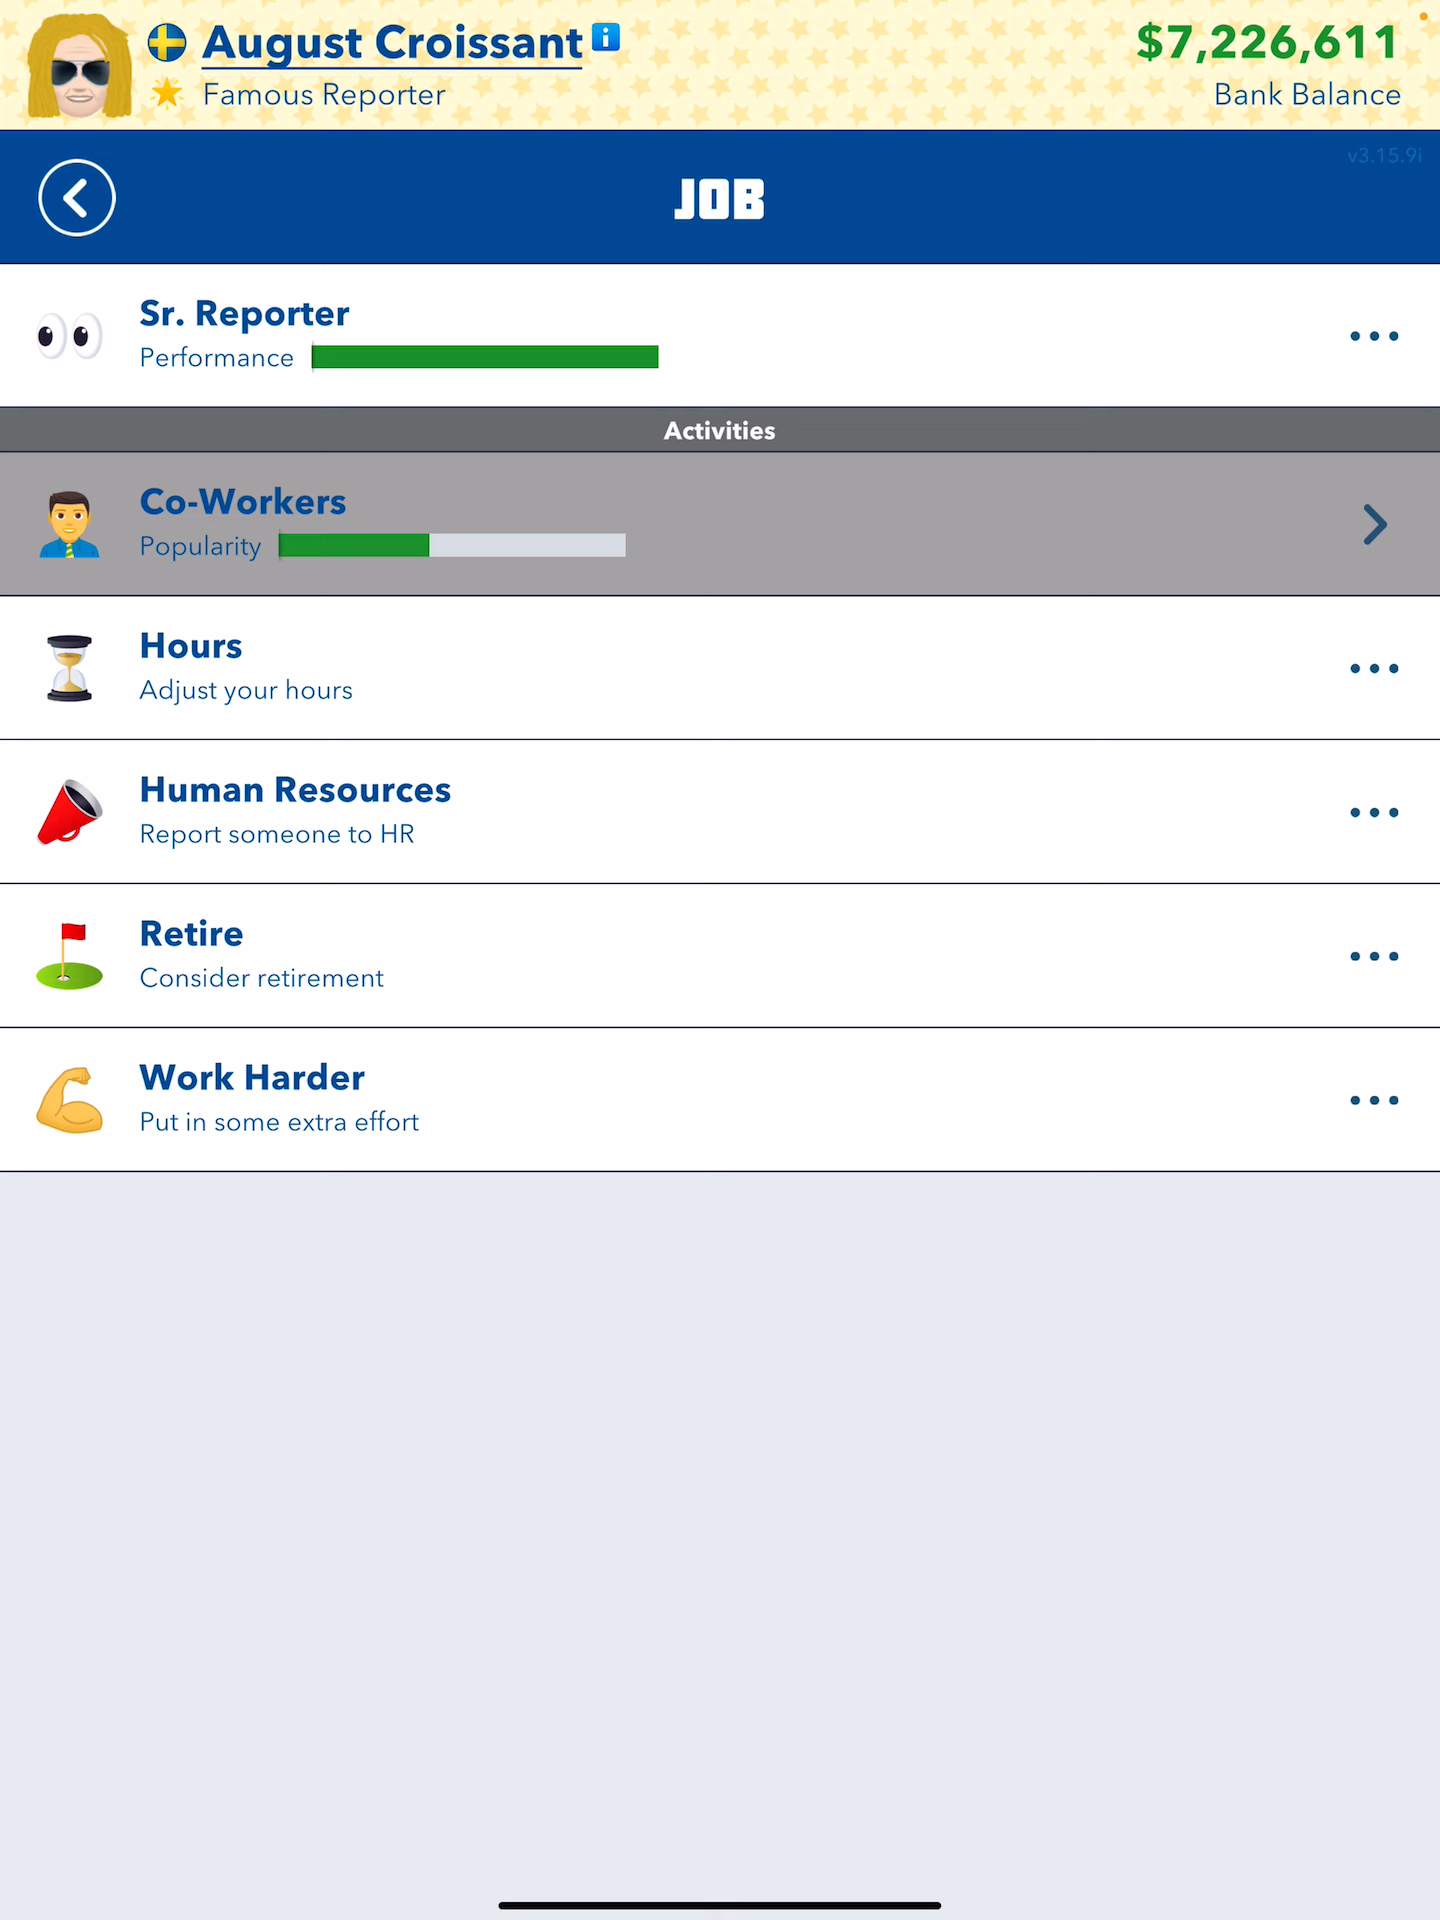 August Croissant
$7,226,611
Famous Reporter
Bank Balance
v3.15.9i
JOB
Sr. Reporter
Performance
Activities
Co-Workers
Popularity
Hours
Adjust your hours
Human Resources
Report someone to HR
Retire
Consider retirement
Work Harder
Put in some extra effort